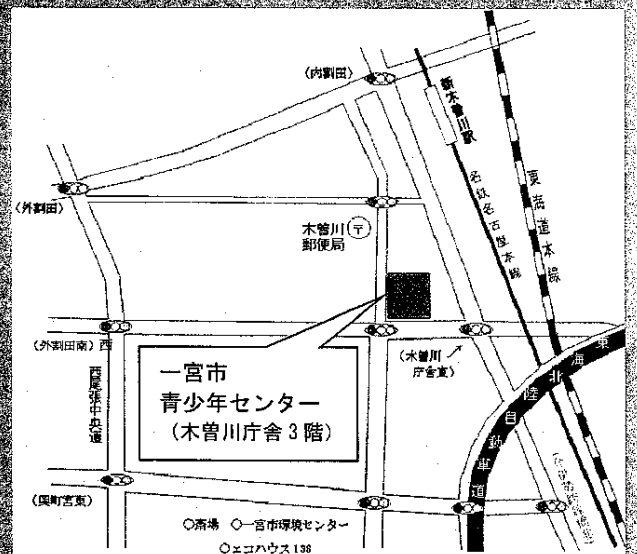 (内割田)
新木曽川駅
名鉄名古屋本線
東海道本線
(外割田)
木曽川
郵便局
〒
(外割田南)西
(木曽川
庁舎東)
西尾張中央道
一宮市
青少年センター
(木曽川庁舎3階)
東海北陸自動車道
○斎場 ○一宮市環境センター
○エコハウス138